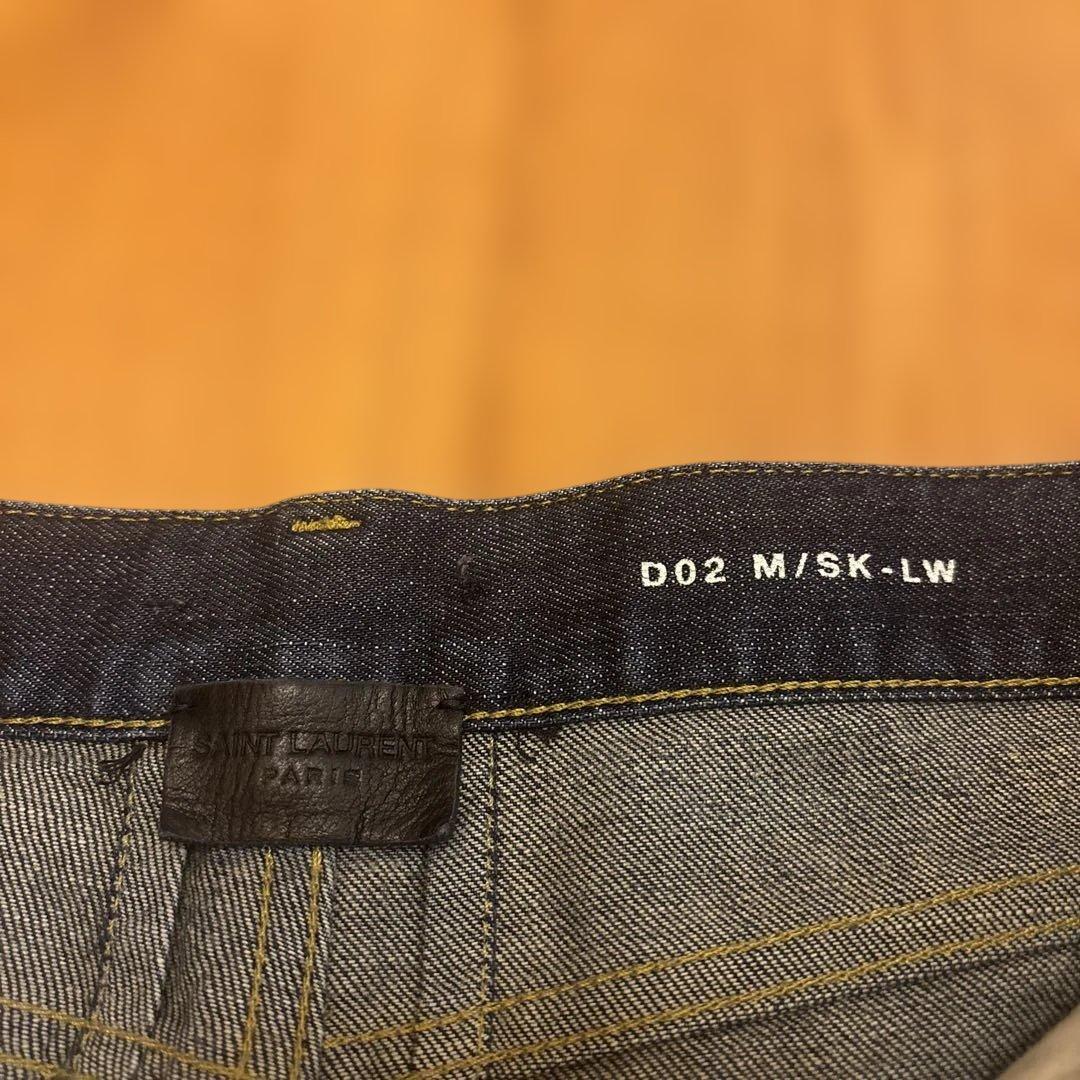 D02 M/SK-LW
SAINT LAURENT
PARIS